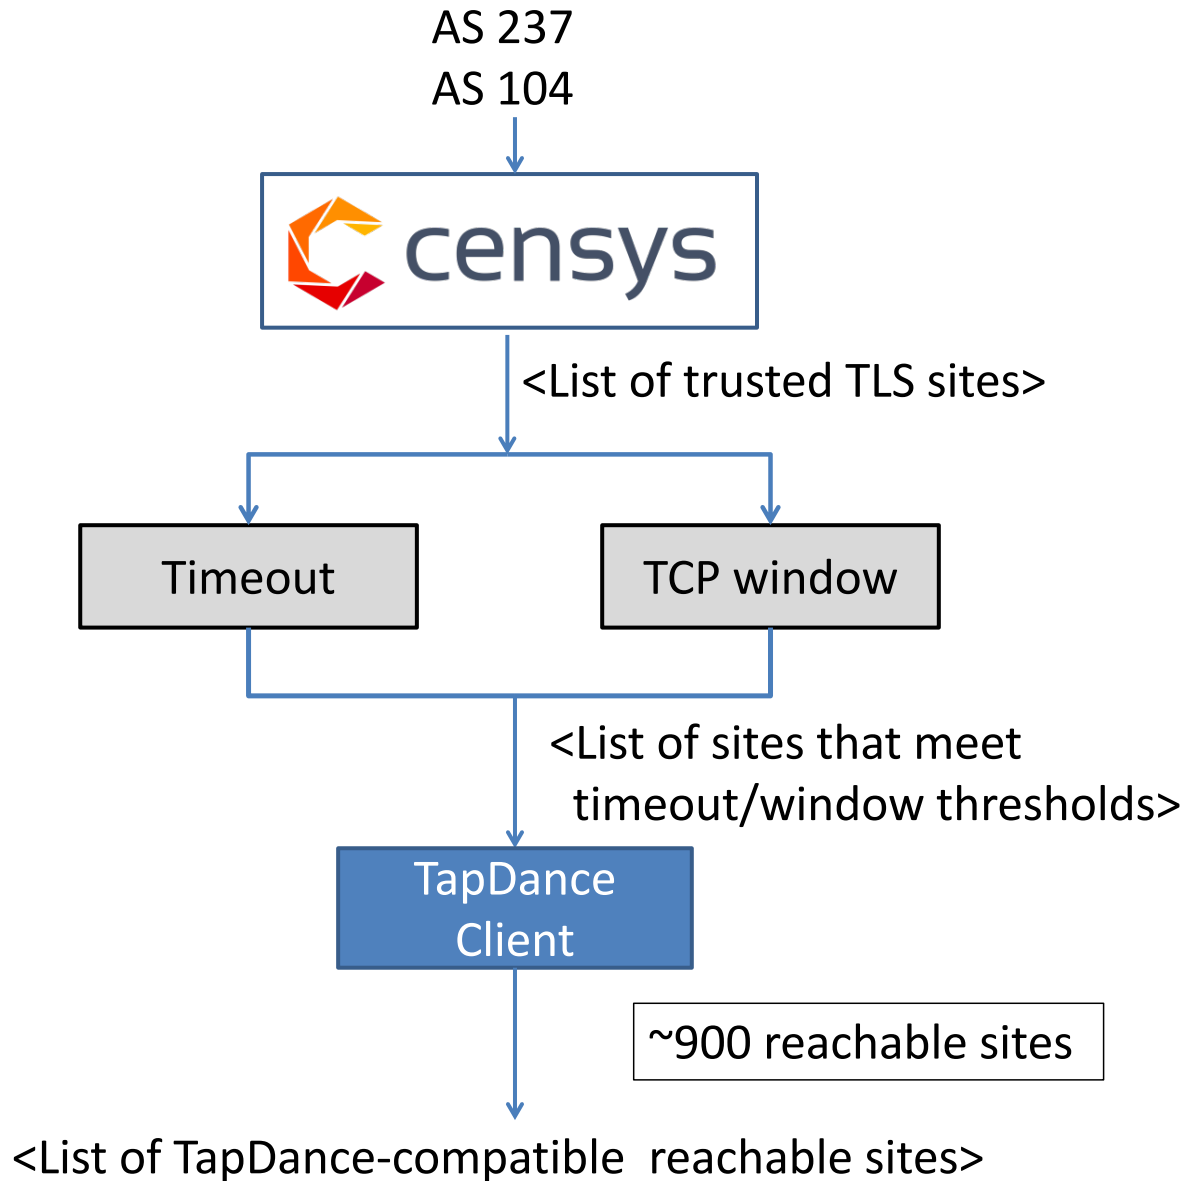 AS 237
AS 104
censys
<List of trusted TLS sites>
Timeout
TCP window
<List of sites that meet
timeout/window thresholds>
TapDance
Client
~900 reachable sites
<List of TapDance-compatible  reachable sites>